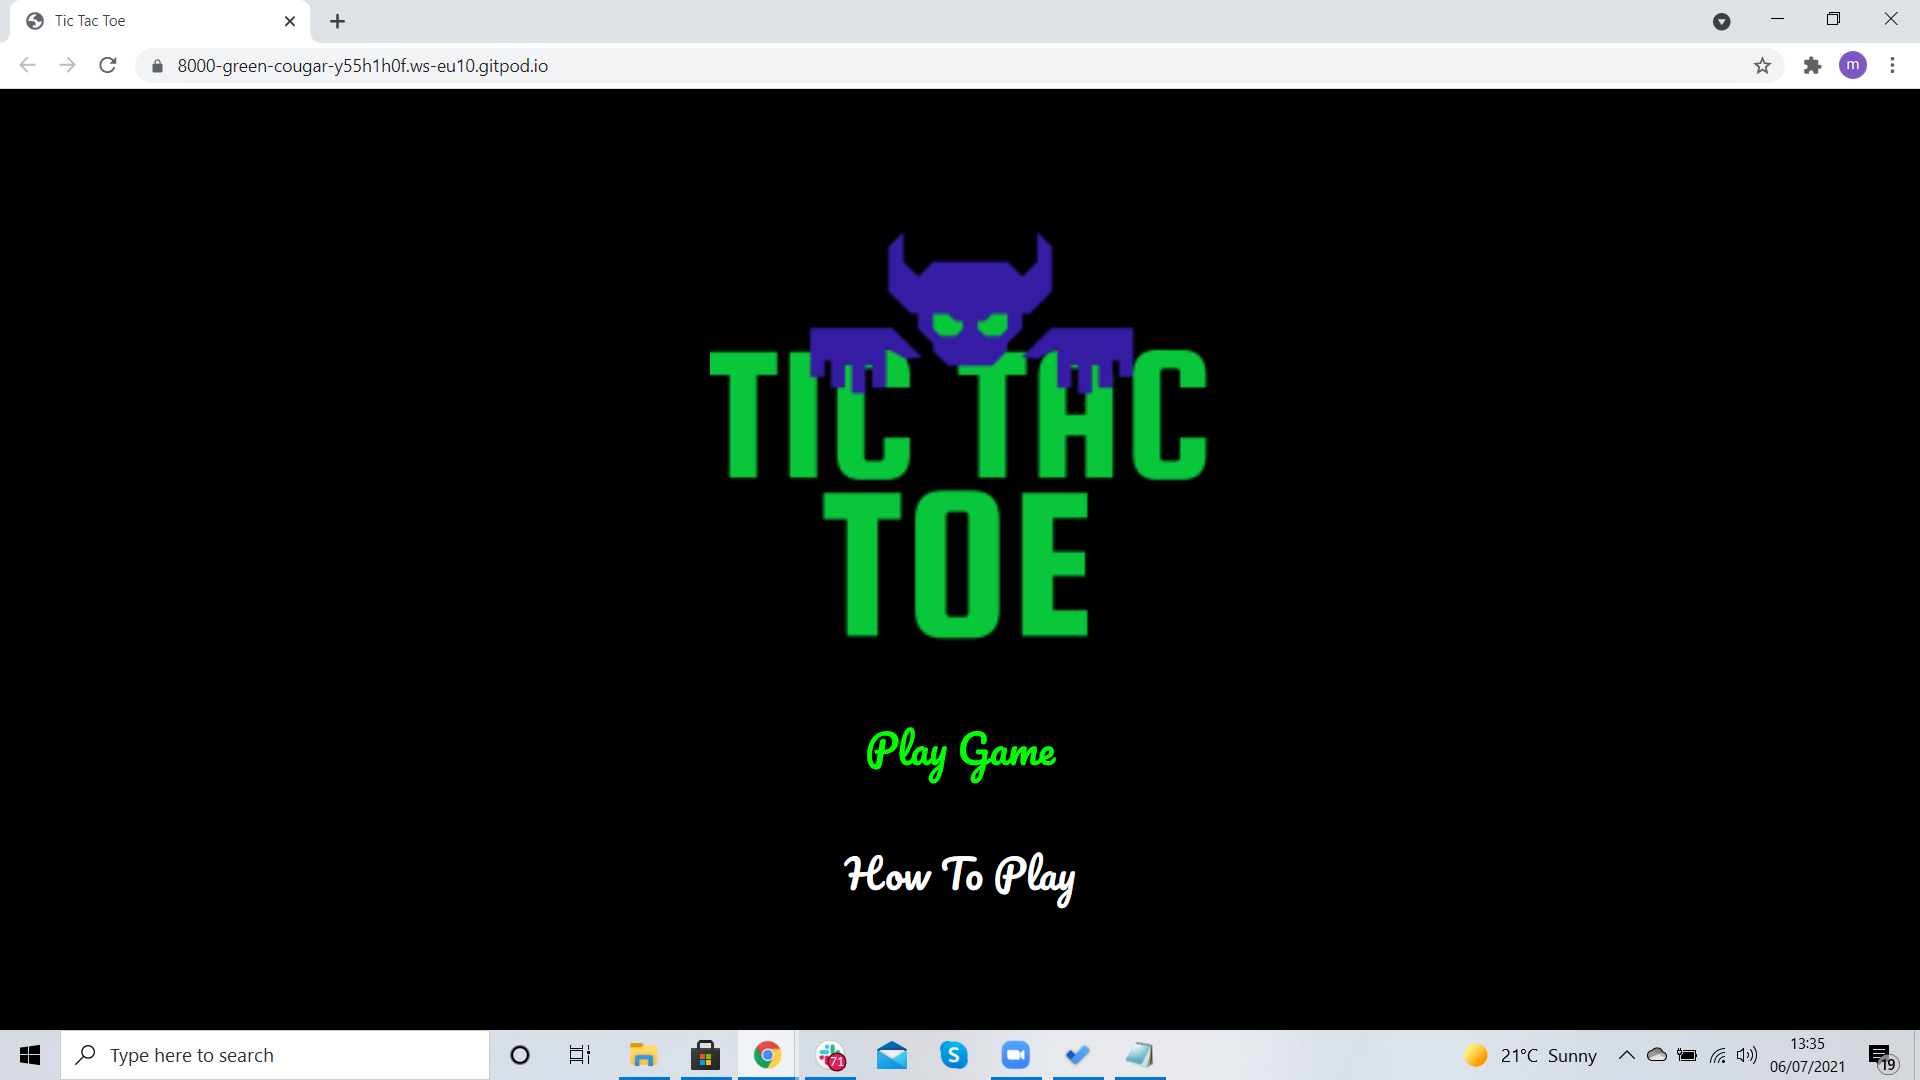 Tic Tac Toe
8000-green-cougar-y55h1h0f.ws-eu10.gitpod.io
m
TIC TAC
TOE
Play Game
How To Play
Type here to search
71
S
21°C Sunny
13:35
06/07/2021
19